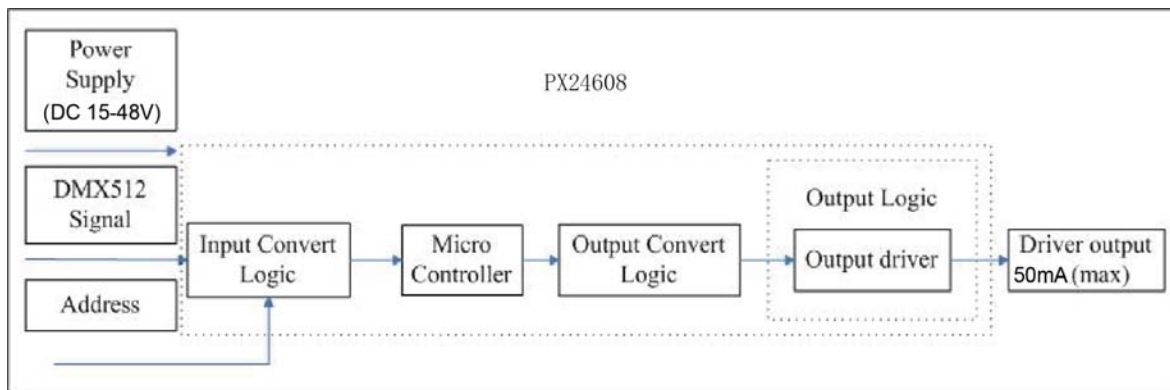 Power
Supply
(DC 15-48V)
PX24608
DMX512
Signal
Address
Input Convert
Logic
Micro
Controller
Output Convert
Logic
Output Logic
Output driver
Driver output
50mA (max)